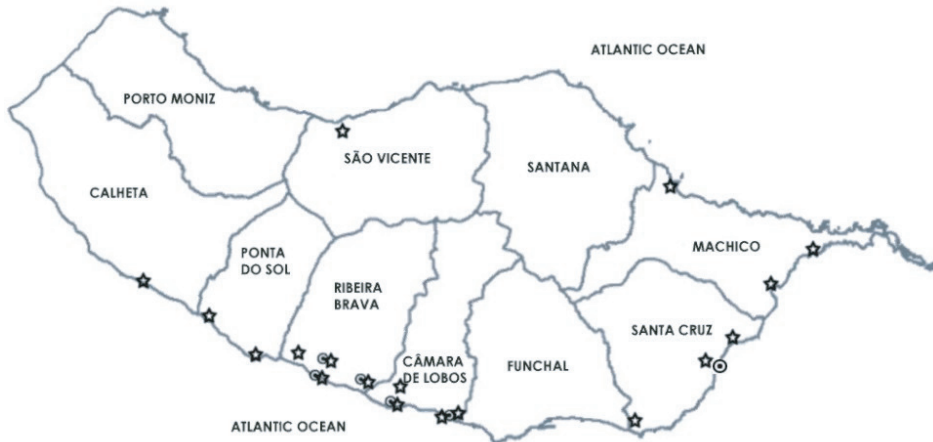 ATLANTIC OCEAN
PORTO MONIZ
SÃO VICENTE
SANTANA
CALHETA
MACHICO
PONTA
DO SOL
RIBEIRA
BRAVA
SANTA CRUZ
CÂMARA
DE LOBOS
FUNCHAL
ATLANTIC OCEAN